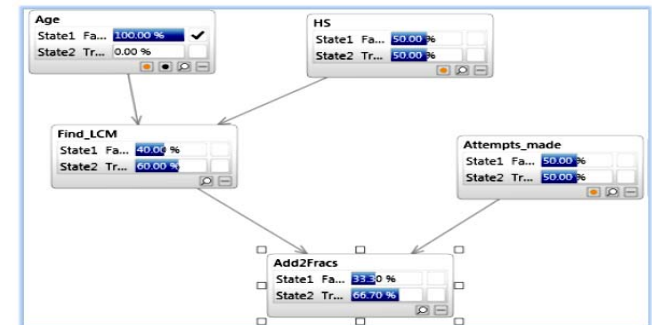 Age
State1 Fa... 100.00 %
State2 Tr... 0.00 %
HS
State1 Fa... 50.00 %
State2 Tr... 50.00 %
Find_LCM
State1 Fa... 40.00 %
State2 Tr... 60.00 %
Attempts_made
State1 Fa... 50.00 %
State2 Tr... 50.00 %
Add2Fracs
State1 Fa... 33.30 %
State2 Tr... 66.70 %